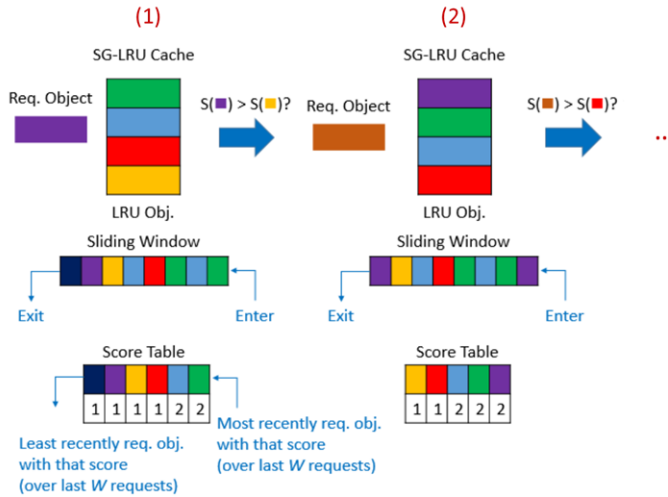 (1)
(2)
SG-LRU Cache
SG-LRU Cache
Req. Object
S( ) > S( )?
Req. Object
S( ) > S( )?
..
LRU Obj.
LRU Obj.
Sliding Window
Sliding Window
Exit
Enter
Exit
Enter
Score Table
Score Table
1 1 1 1 2 2
1 1 2 2 2
Least recently req. obj.
with that score
(over last W requests)
Most recently req. obj.
with that score
(over last W requests)